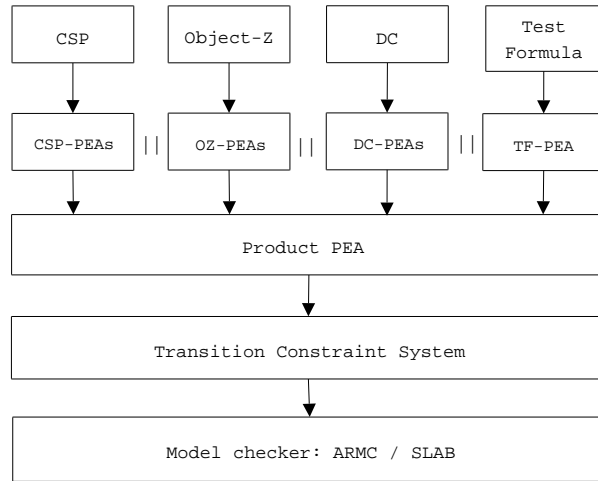 CSP
Object-Z
DC
Test
Formula
CSP-PEAs || OZ-PEAs || DC-PEAs || TF-PEA
Product PEA
Transition Constraint System
Model checker: ARMC / SLAB